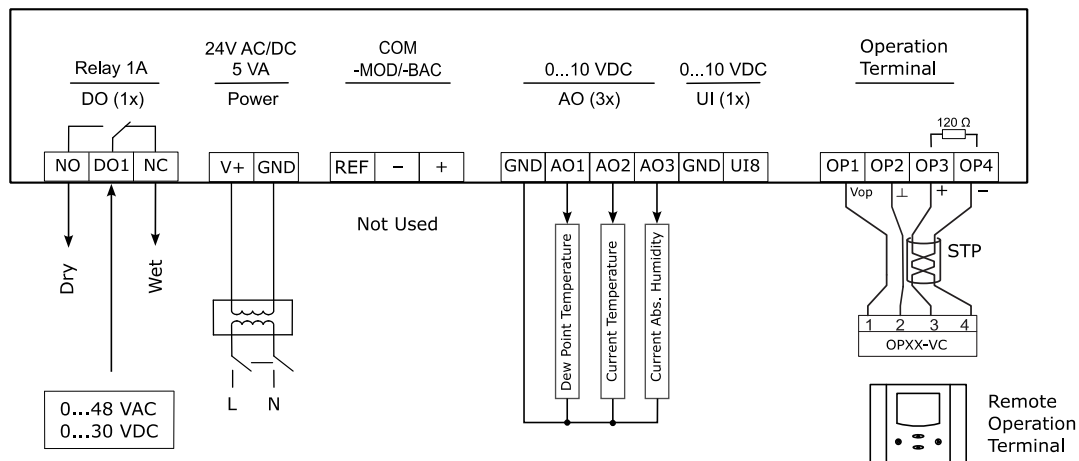 Relay 1A
DO (1x)
24V AC/DC
5 VA
Power
COM
-MOD/-BAC
0...10 VDC
AO (3x)
0...10 VDC
UI (1x)
Operation
Terminal
120 Ω
NO DO1 NC
V+ GND
REF − +
GND AO1 AO2 AO3 GND UI8
OP1 OP2 OP3 OP4
Vop ⊥ + −
Not Used
Dry
Wet
Dew Point Temperature
Current Temperature
Current Abs. Humidity
STP
1 2 3 4
OPXX-VC
L N
0...48 VAC
0...30 VDC
Remote
Operation
Terminal